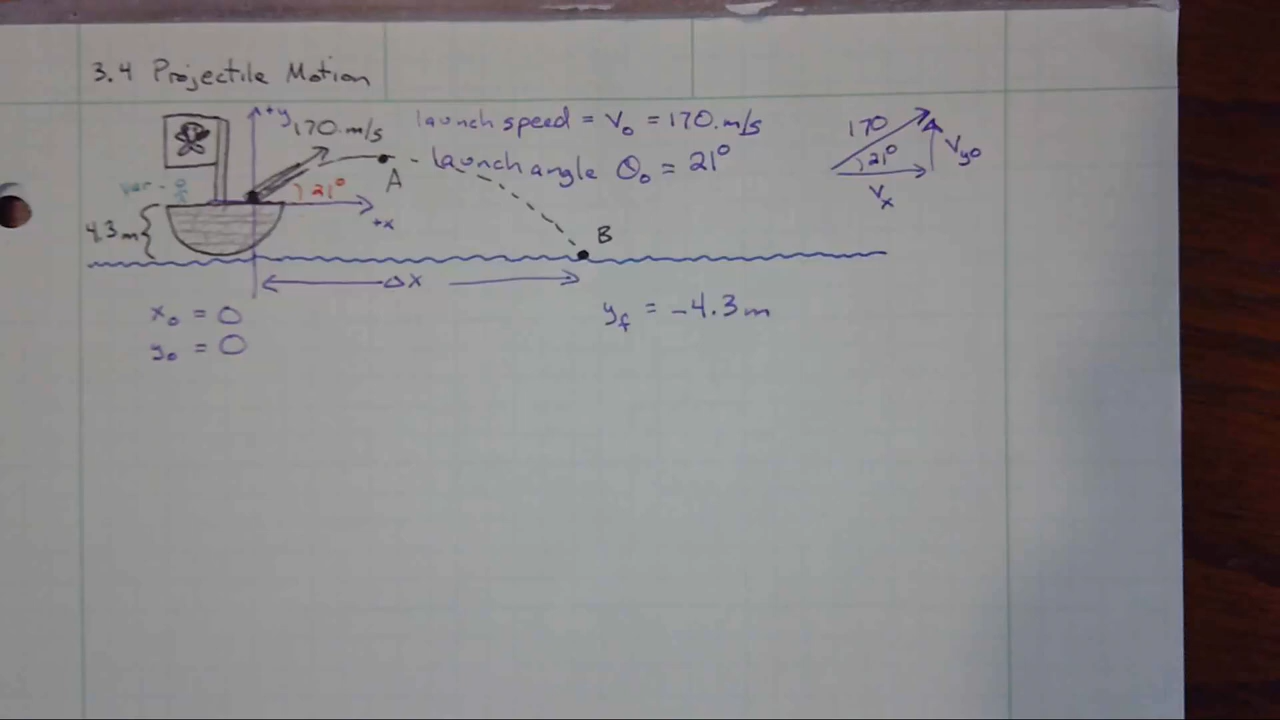 3.4 Projectile Motion
+y
170. m/s
launch speed = v₀ = 170. m/s
launch angle θ₀ = 21°
A
21°
+x
4.3 m
B
Δx
170
21°
Vy₀
Vx
x₀ = 0
y₀ = 0
yf = -4.3 m